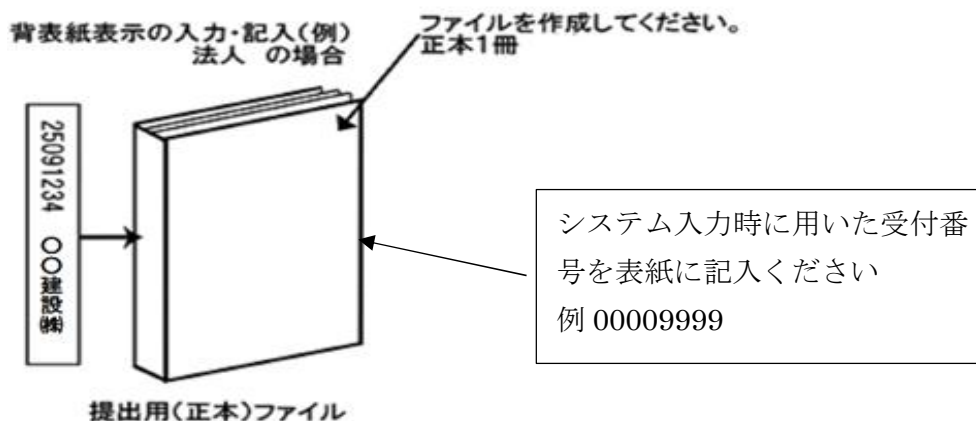 背表紙表示の入力・記入(例)
法人 の場合
ファイルを作成してください。
正本1冊
25091234 〇〇建設㈱
システム入力時に用いた受付番
号を表紙に記入ください
例 00009999
提出用(正本)ファイル